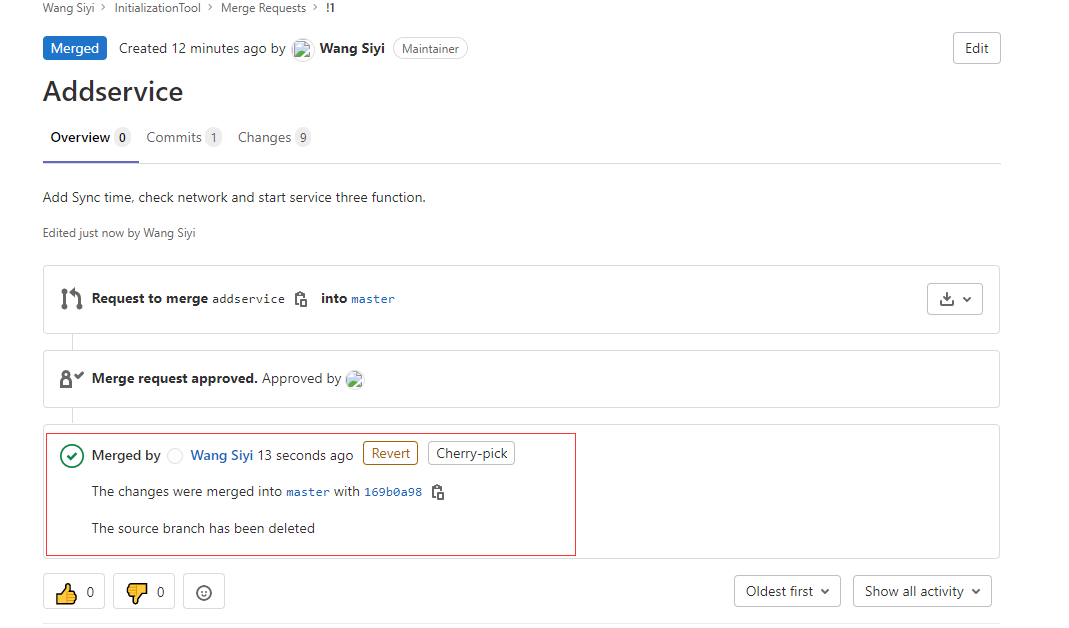 Wang Siyi > InitializationTool > Merge Requests > !1
Merged Created 12 minutes ago by Wang Siyi Maintainer Edit
Addservice
Overview 0 Commits 1 Changes 9
Add Sync time, check network and start service three function.
Edited just now by Wang Siyi
Request to merge addservice into master
Merge request approved. Approved by
Merged by Wang Siyi 13 seconds ago Revert Cherry-pick
The changes were merged into master with 169b0a98
The source branch has been deleted
0 0 Oldest first Show all activity